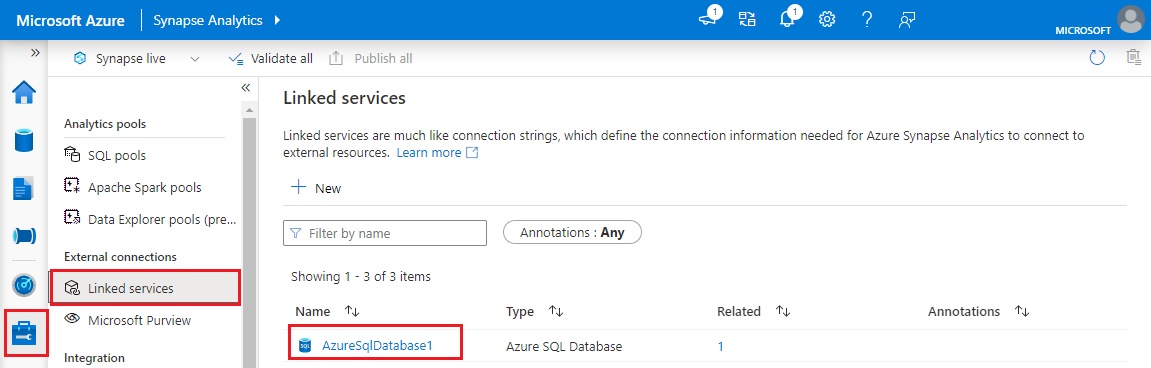 Microsoft Azure Synapse Analytics
1 1
MICROSOFT
Synapse live Validate all Publish all
Analytics pools
SQL pools
Apache Spark pools
Data Explorer pools (pre...
External connections
Linked services
Microsoft Purview
Integration
Linked services
Linked services are much like connection strings, which define the connection information needed for Azure Synapse Analytics to connect to
external resources. Learn more
New
Filter by name Annotations : Any
Showing 1 - 3 of 3 items
Name Type Related Annotations
SQL AzureSqlDatabase1 Azure SQL Database 1